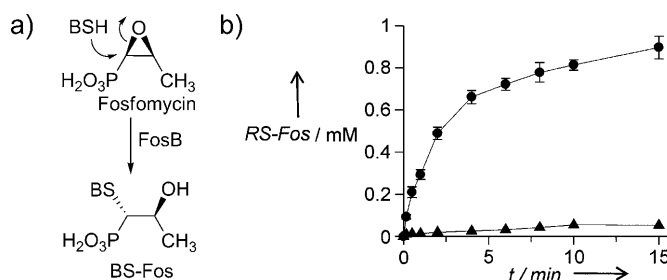 a)
BSH
O
H₂O₃P
CH₃
Fosfomycin
FosB
BS
OH
H₂O₃P
CH₃
BS-Fos
b)
RS-Fos / mM
1
0.8
0.6
0.4
0.2
0
0 5 10 15
t / min